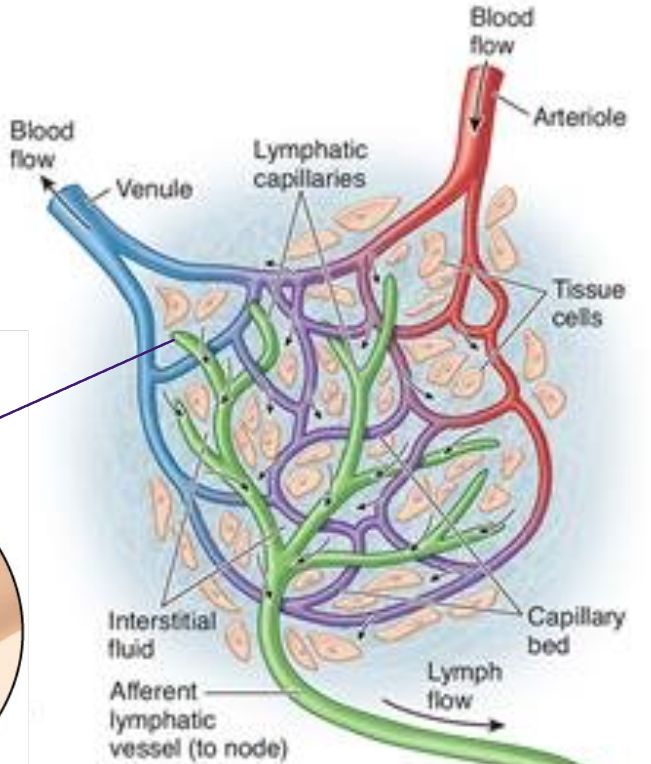 Blood
flow
Arteriole
Blood
flow
Venule
Lymphatic
capillaries
Tissue
cells
Interstitial
fluid
Capillary
bed
Afferent
lymphatic
vessel (to node)
Lymph
flow